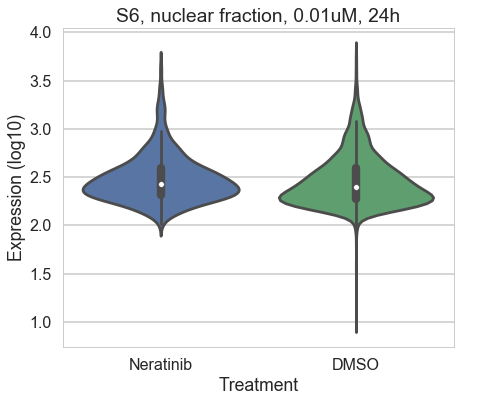 S6, nuclear fraction, 0.01uM, 24h
Expression (log10)
4.0
3.5
3.0
2.5
2.0
1.5
1.0
Neratinib DMSO
Treatment